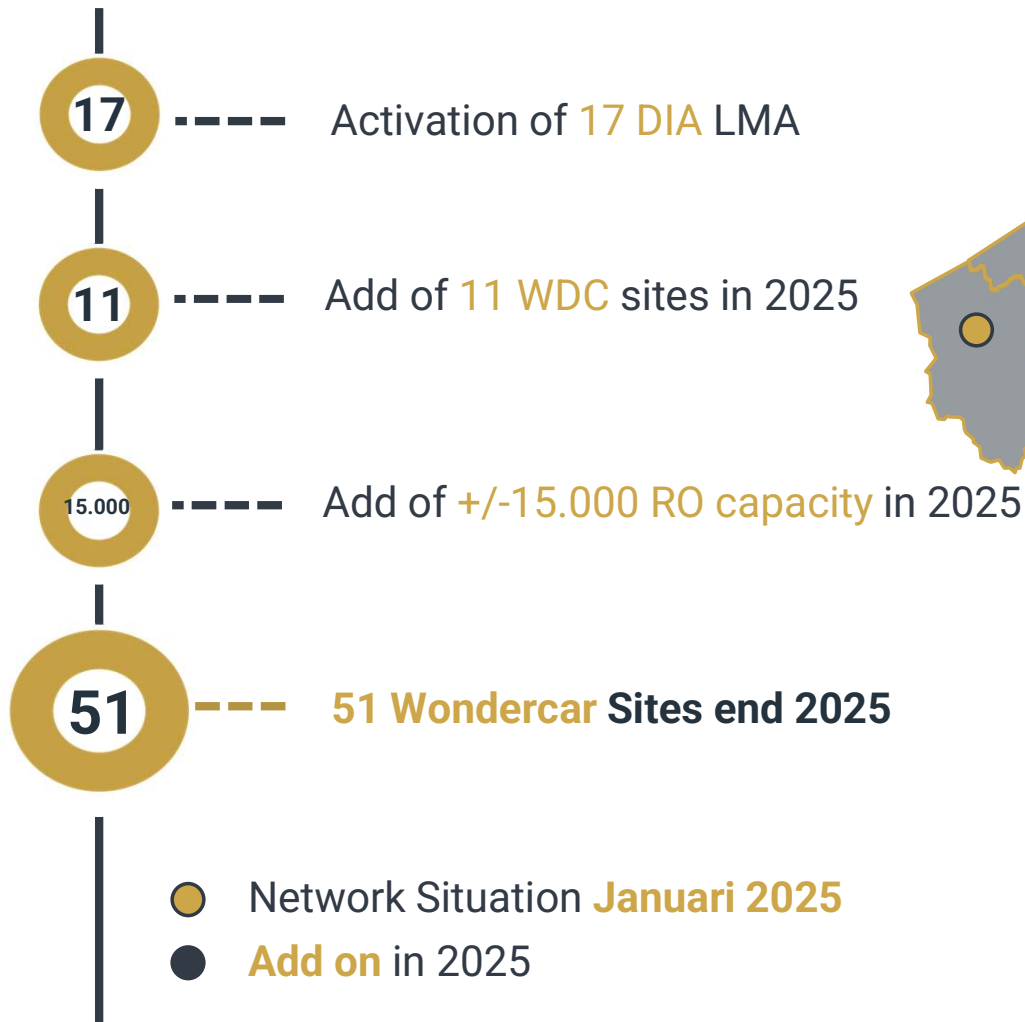 17
Activation of 17 DIA LMA
11
Add of 11 WDC sites in 2025
15.000
Add of +/-15.000 RO capacity in 2025
51
51 Wondercar Sites end 2025
Network Situation Januari 2025
Add on in 2025